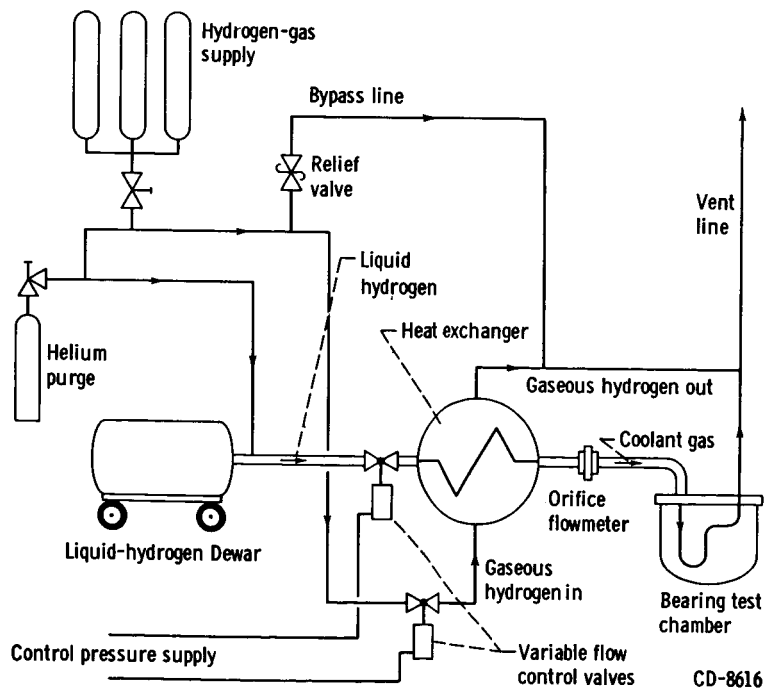 Hydrogen-gas
supply
Bypass line
Relief
valve
Vent
line
Liquid
hydrogen
Heat exchanger
Helium
purge
Gaseous hydrogen out
Coolant gas
Orifice
flowmeter
Liquid-hydrogen Dewar
Gaseous
hydrogen in
Bearing test
chamber
Control pressure supply
Variable flow
control valves
CD-8616